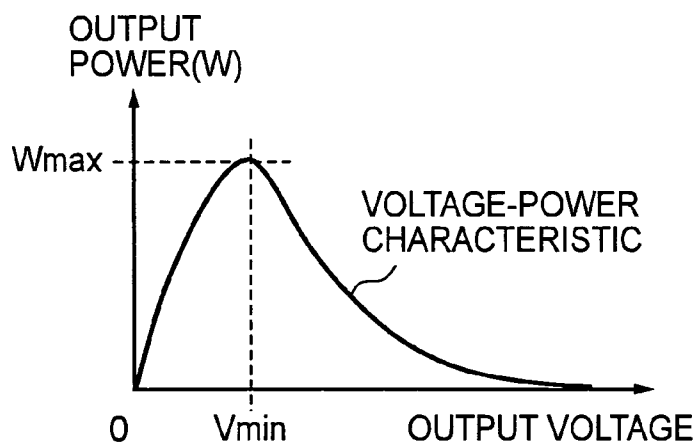 OUTPUT
POWER(W)
Wmax
VOLTAGE-POWER
CHARACTERISTIC
0
Vmin
OUTPUT VOLTAGE